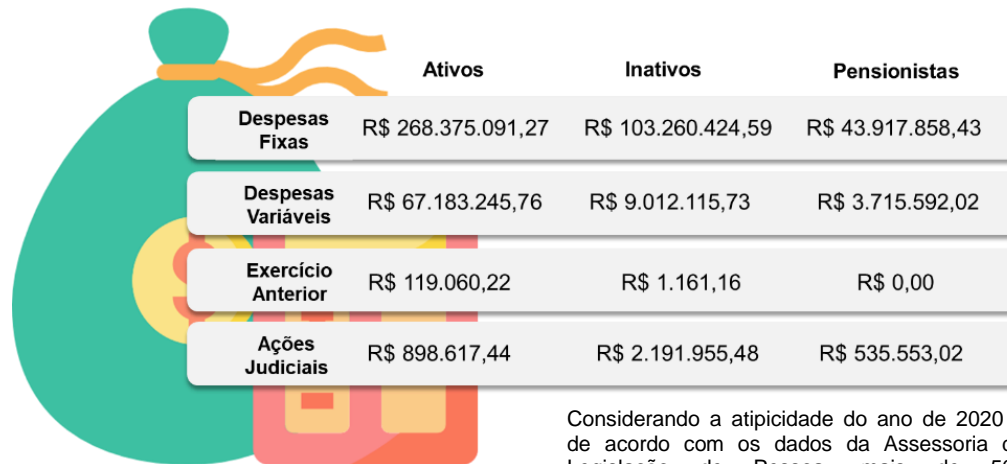 Ativos Inativos Pensionistas
Despesas
Fixas
R$ 268.375.091,27 R$ 103.260.424,59 R$ 43.917.858,43
Despesas
Variáveis
R$ 67.183.245,76 R$ 9.012.115,73 R$ 3.715.592,02
Exercício
Anterior
R$ 119.060,22 R$ 1.161,16 R$ 0,00
Ações
Judiciais
R$ 898.617,44 R$ 2.191.955,48 R$ 535.553,02
Considerando a atipicidade do ano de 2020
de acordo com os dados da Assessoria